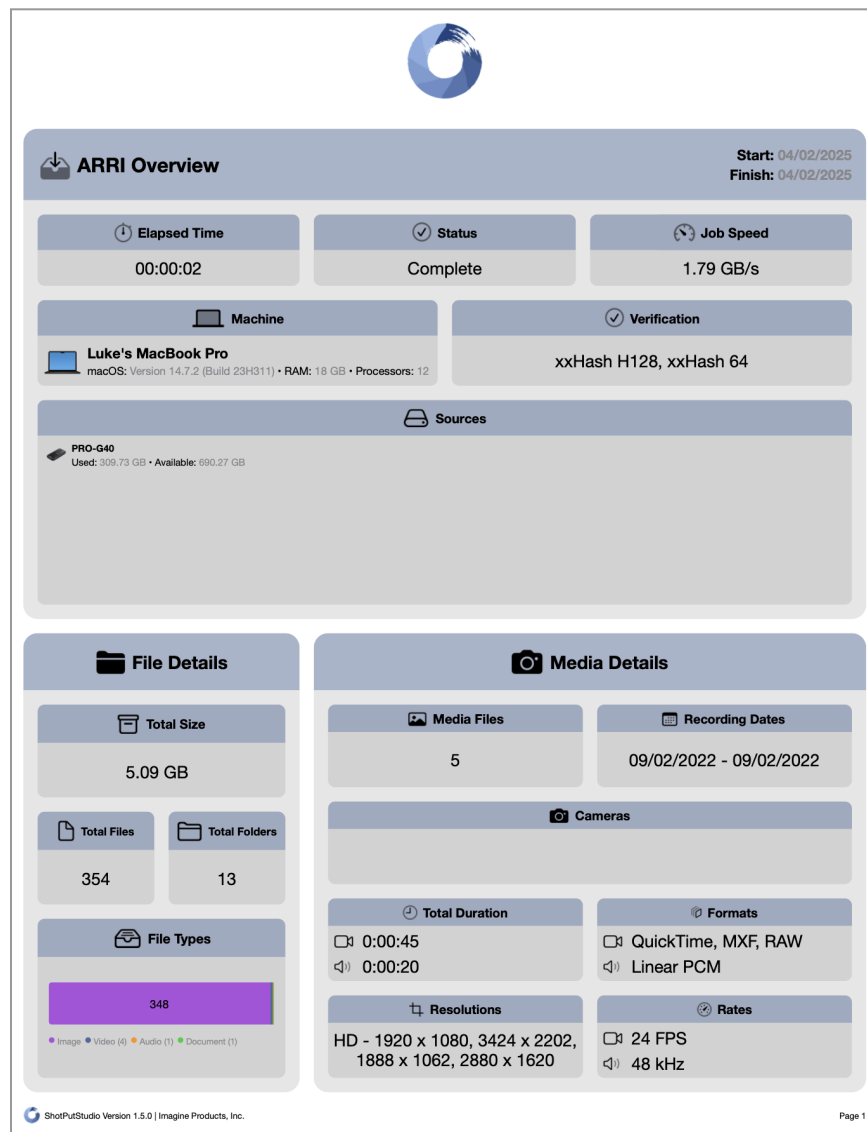 ARRI Overview
Start: 04/02/2025
Finish: 04/02/2025
Elapsed Time
00:00:02
Status
Complete
Job Speed
1.79 GB/s
Machine
Luke's MacBook Pro
macOS: Version 14.7.2 (Build 23H311) • RAM: 18 GB • Processors: 12
Verification
xxHash H128, xxHash 64
Sources
PRO-G40
Used: 309.73 GB • Available: 690.27 GB
File Details
Total Size
5.09 GB
Total Files
354
Total Folders
13
File Types
348
Image Video (4) Audio (1) Document (1)
Media Details
Media Files
5
Recording Dates
09/02/2022 - 09/02/2022
Cameras
Total Duration
0:00:45
0:00:20
Formats
QuickTime, MXF, RAW
Linear PCM
Resolutions
HD - 1920 x 1080, 3424 x 2202,
1888 x 1062, 2880 x 1620
Rates
24 FPS
48 kHz
ShotPutStudio Version 1.5.0 | Imagine Products, Inc.
Page 1